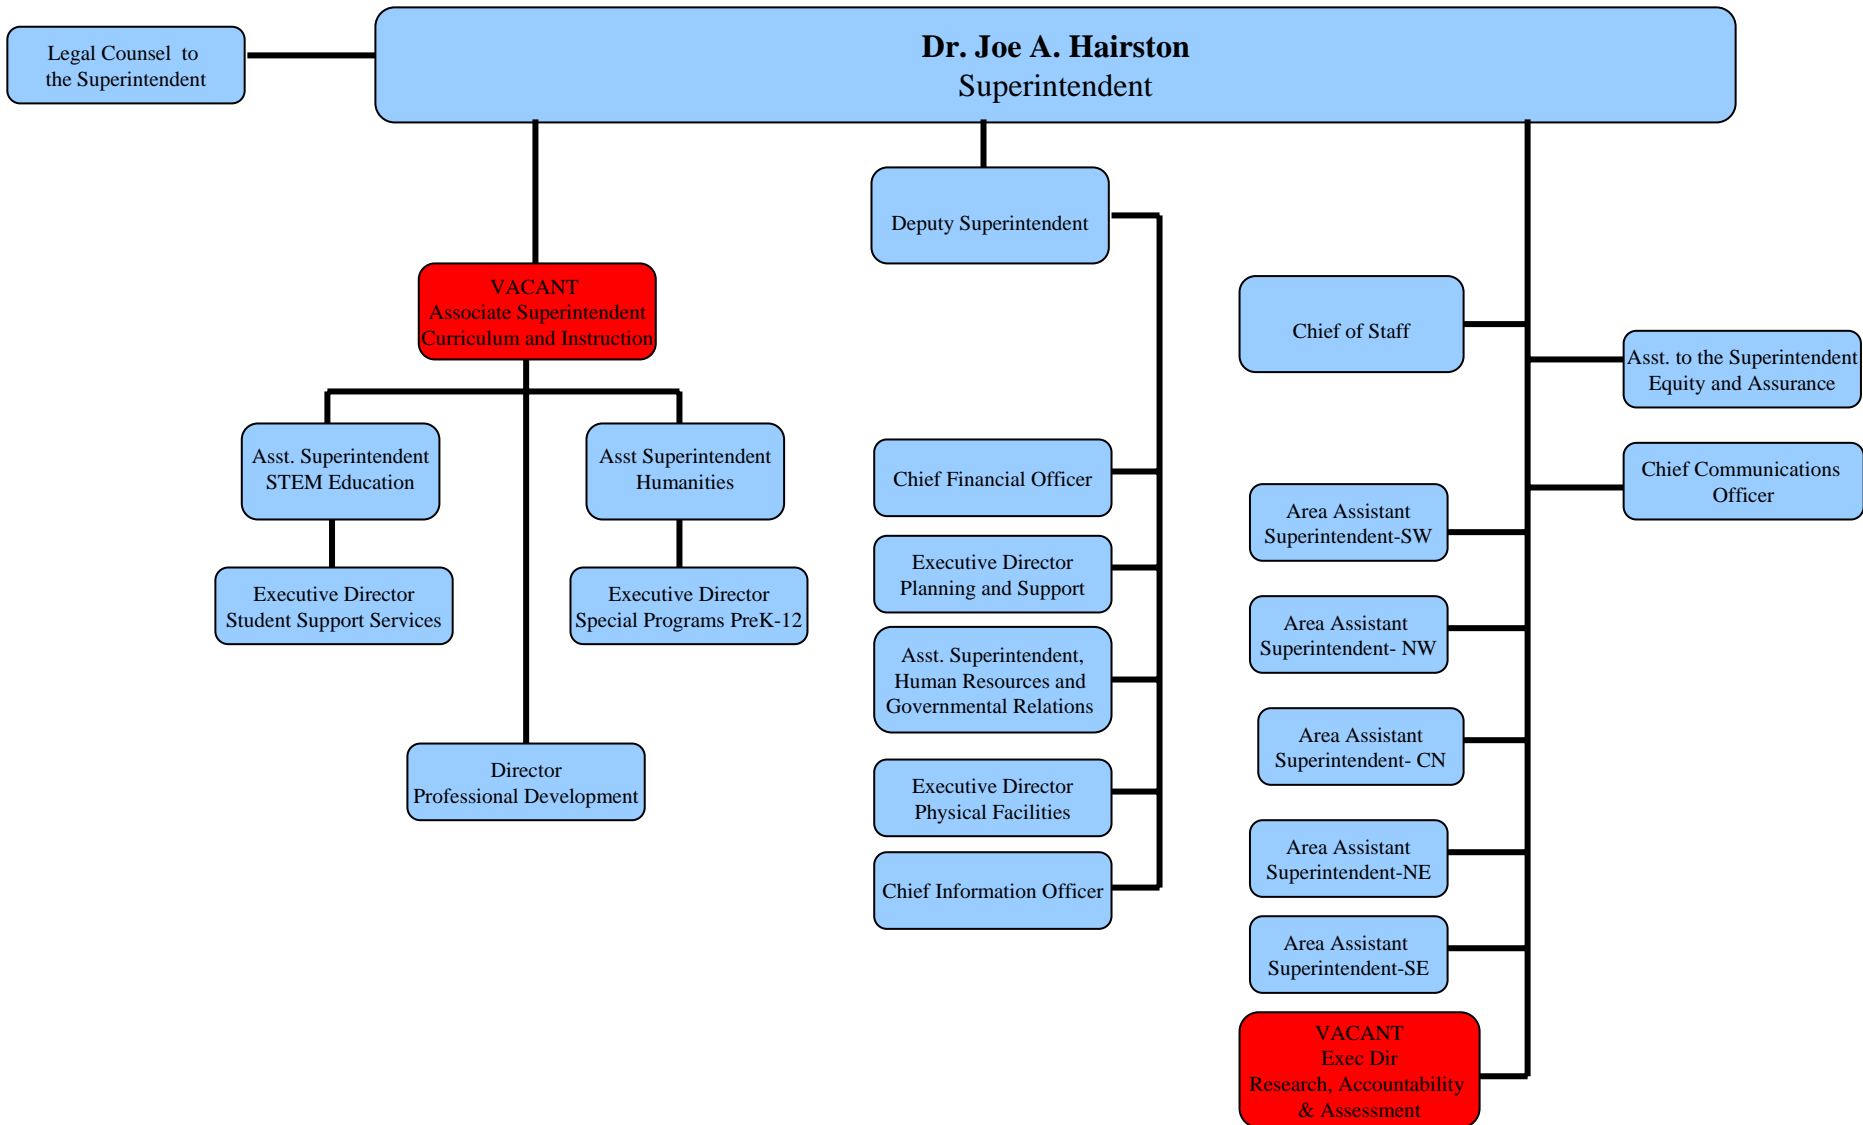 Legal Counsel to
the Superintendent
Dr. Joe A. Hairston
Superintendent
VACANT
Associate Superintendent
Curriculum and Instruction
Asst. Superintendent
STEM Education
Asst Superintendent
Humanities
Executive Director
Student Support Services
Executive Director
Special Programs PreK-12
Director
Professional Development
Deputy Superintendent
Chief Financial Officer
Executive Director
Planning and Support
Asst. Superintendent,
Human Resources and
Governmental Relations
Executive Director
Physical Facilities
Chief Information Officer
Chief of Staff
Asst. to the Superintendent
Equity and Assurance
Chief Communications
Officer
Area Assistant
Superintendent-SW
Area Assistant
Superintendent- NW
Area Assistant
Superintendent- CN
Area Assistant
Superintendent-NE
Area Assistant
Superintendent-SE
VACANT
Exec Dir
Research, Accountability
& Assessment